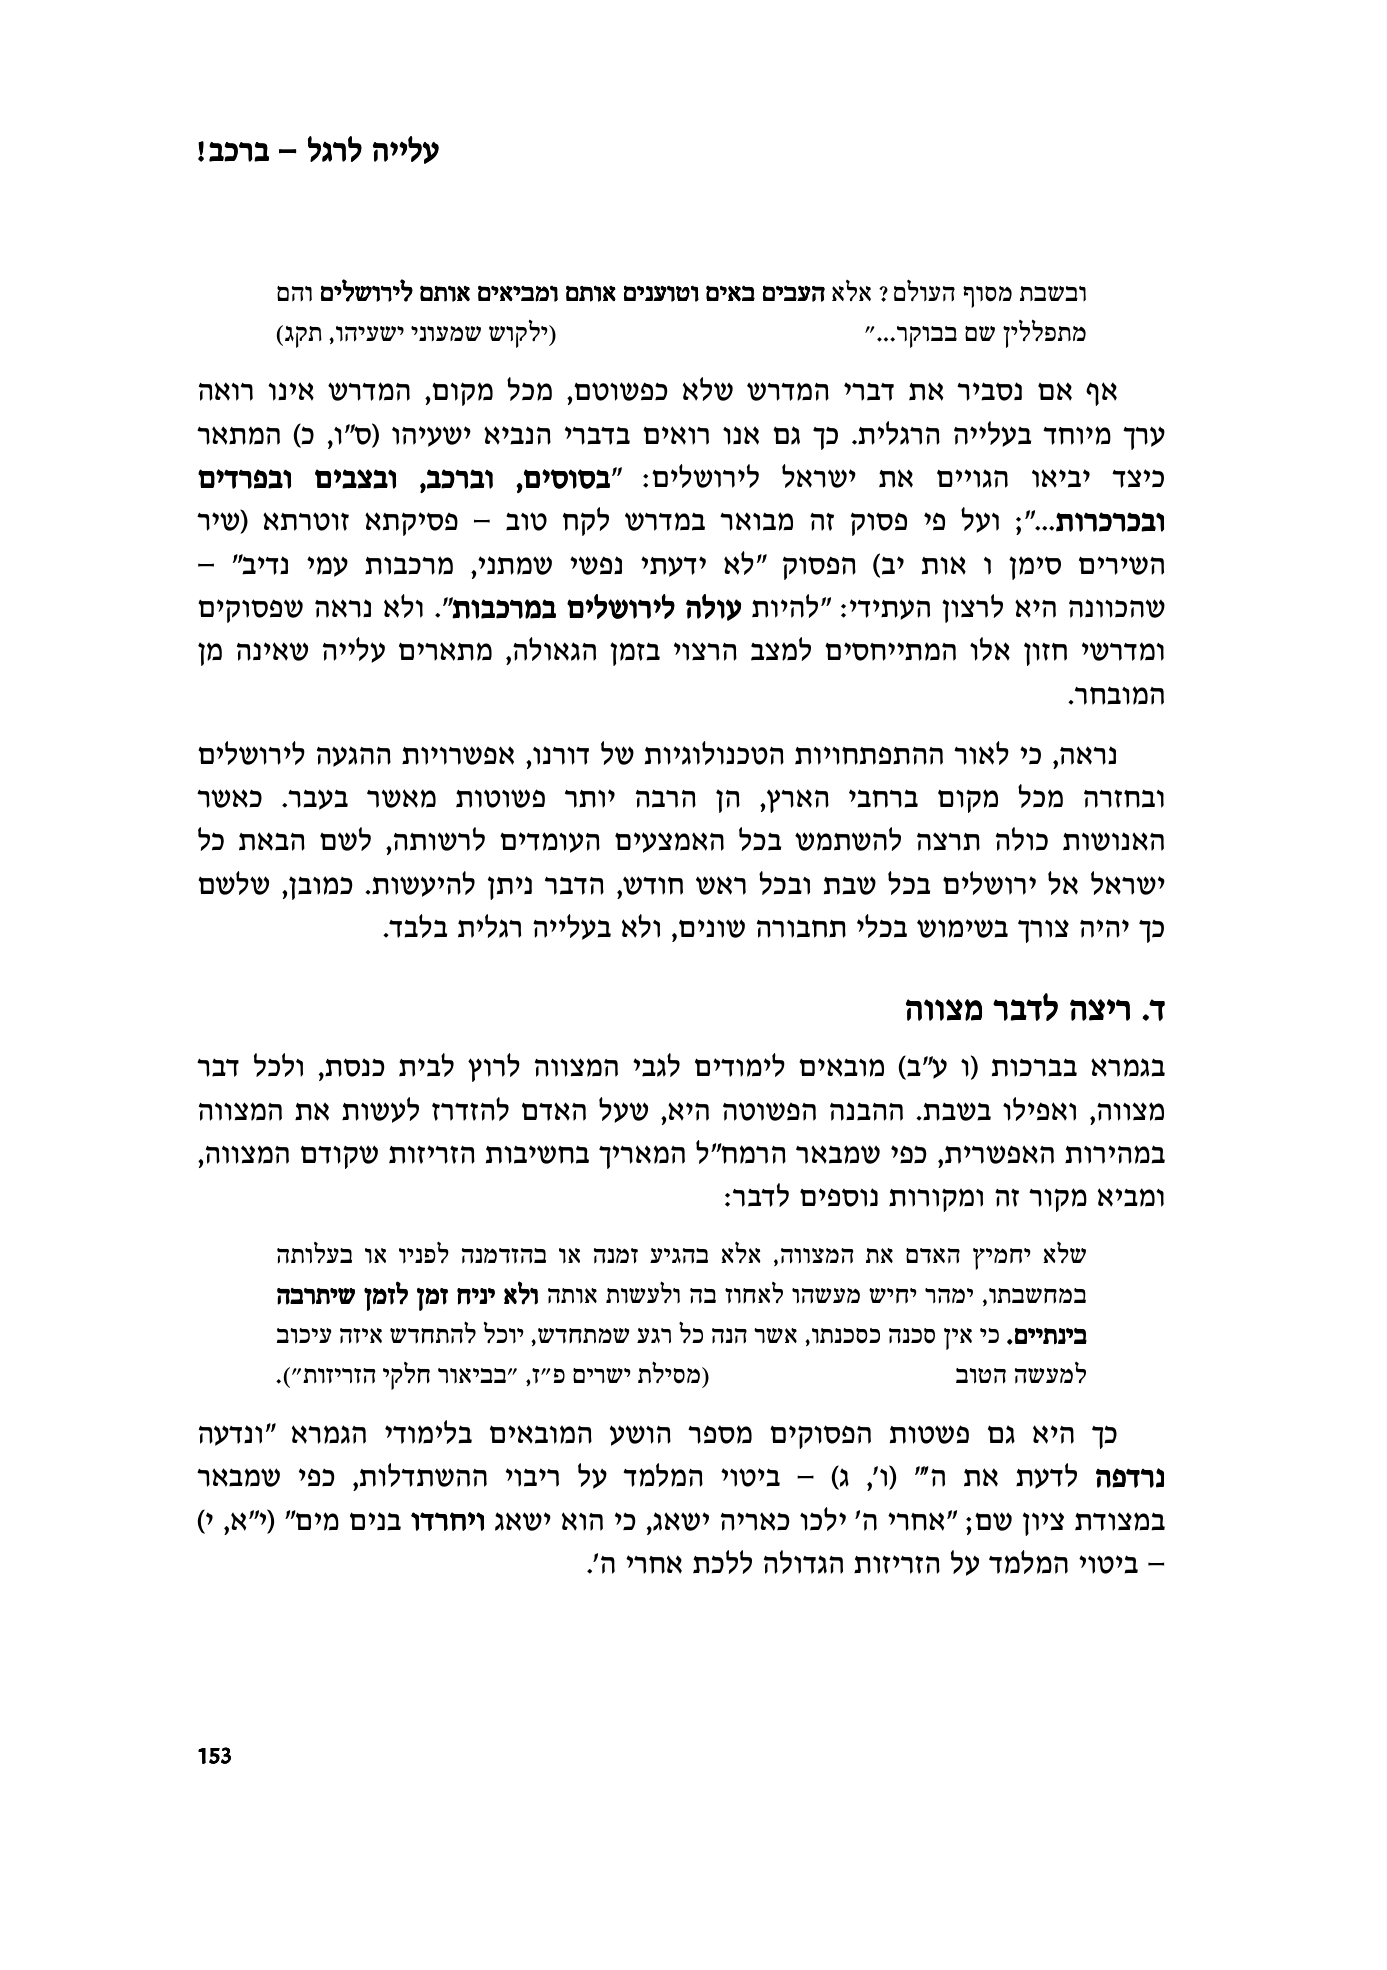 עלייה לרגל – ברכב!
ובשבת מסוף העולם? אלא העבים באים וטוענים אותם ומביאים אותם לירושלים והם
מתפללין שם בבוקר..." (ילקוש שמעוני ישעיהו, תקג)
אף אם נסביר את דברי המדרש שלא כפשוטם, מכל מקום, המדרש אינו רואה
ערך מיוחד בעלייה הרגלית. כך גם אנו רואים בדברי הנביא ישעיהו (ס"ו, כ) המתאר
כיצד יביאו הגויים את ישראל לירושלים: "בסוסים, וברכב, ובצבים ובפרדים
ובכרכרות..."; ועל פי פסוק זה מבואר במדרש לקח טוב – פסיקתא זוטרתא (שיר
השירים סימן ו אות יב) הפסוק "לא ידעתי נפשי שמתני, מרכבות עמי נדיב" –
שהכוונה היא לרצון העתידי: "להיות עולה לירושלים במרכבות". ולא נראה שפסוקים
ומדרשי חזון אלו המתייחסים למצב הרצוי בזמן הגאולה, מתארים עלייה שאינה מן
המובחר.
נראה, כי לאור ההתפתחויות הטכנולוגיות של דורנו, אפשרויות ההגעה לירושלים
ובחזרה מכל מקום ברחבי הארץ, הן הרבה יותר פשוטות מאשר בעבר. כאשר
האנושות כולה תרצה להשתמש בכל האמצעים העומדים לרשותה, לשם הבאת כל
ישראל אל ירושלים בכל שבת ובכל ראש חודש, הדבר ניתן להיעשות. כמובן, שלשם
כך יהיה צורך בשימוש בכלי תחבורה שונים, ולא בעלייה רגלית בלבד.
ד. ריצה לדבר מצווה
בגמרא בברכות (ו ע"ב) מובאים לימודים לגבי המצווה לרוץ לבית כנסת, ולכל דבר
מצווה, ואפילו בשבת. ההבנה הפשוטה היא, שעל האדם להזדרז לעשות את המצווה
במהירות האפשרית, כפי שמבאר הרמח"ל המאריך בחשיבות הזריזות שקודם המצווה,
ומביא מקור זה ומקורות נוספים לדבר:
שלא יחמיץ האדם את המצווה, אלא בהגיע זמנה או בהזדמנה לפניו או בעלותה
במחשבתו, ימהר יחיש מעשהו לאחוז בה ולעשות אותה ולא יניח זמן לזמן שיתרבה
בינתיים. כי אין סכנה כסכנתו, אשר הנה כל רגע שמתחדש, יוכל להתחדש איזה עיכוב
למעשה הטוב (מסילת ישרים פ"ז, "בביאור חלקי הזריזות").
כך היא גם פשטות הפסוקים מספר הושע המובאים בלימודי הגמרא "ונדעה
נרדפה לדעת את ה'" (ו', ג) – ביטוי המלמד על ריבוי ההשתדלות, כפי שמבאר
במצודת ציון שם; "אחרי ה' ילכו כאריה ישאג, כי הוא ישאג ויחרדו בנים מים" (י"א, י)
– ביטוי המלמד על הזריזות הגדולה ללכת אחרי ה'.
153